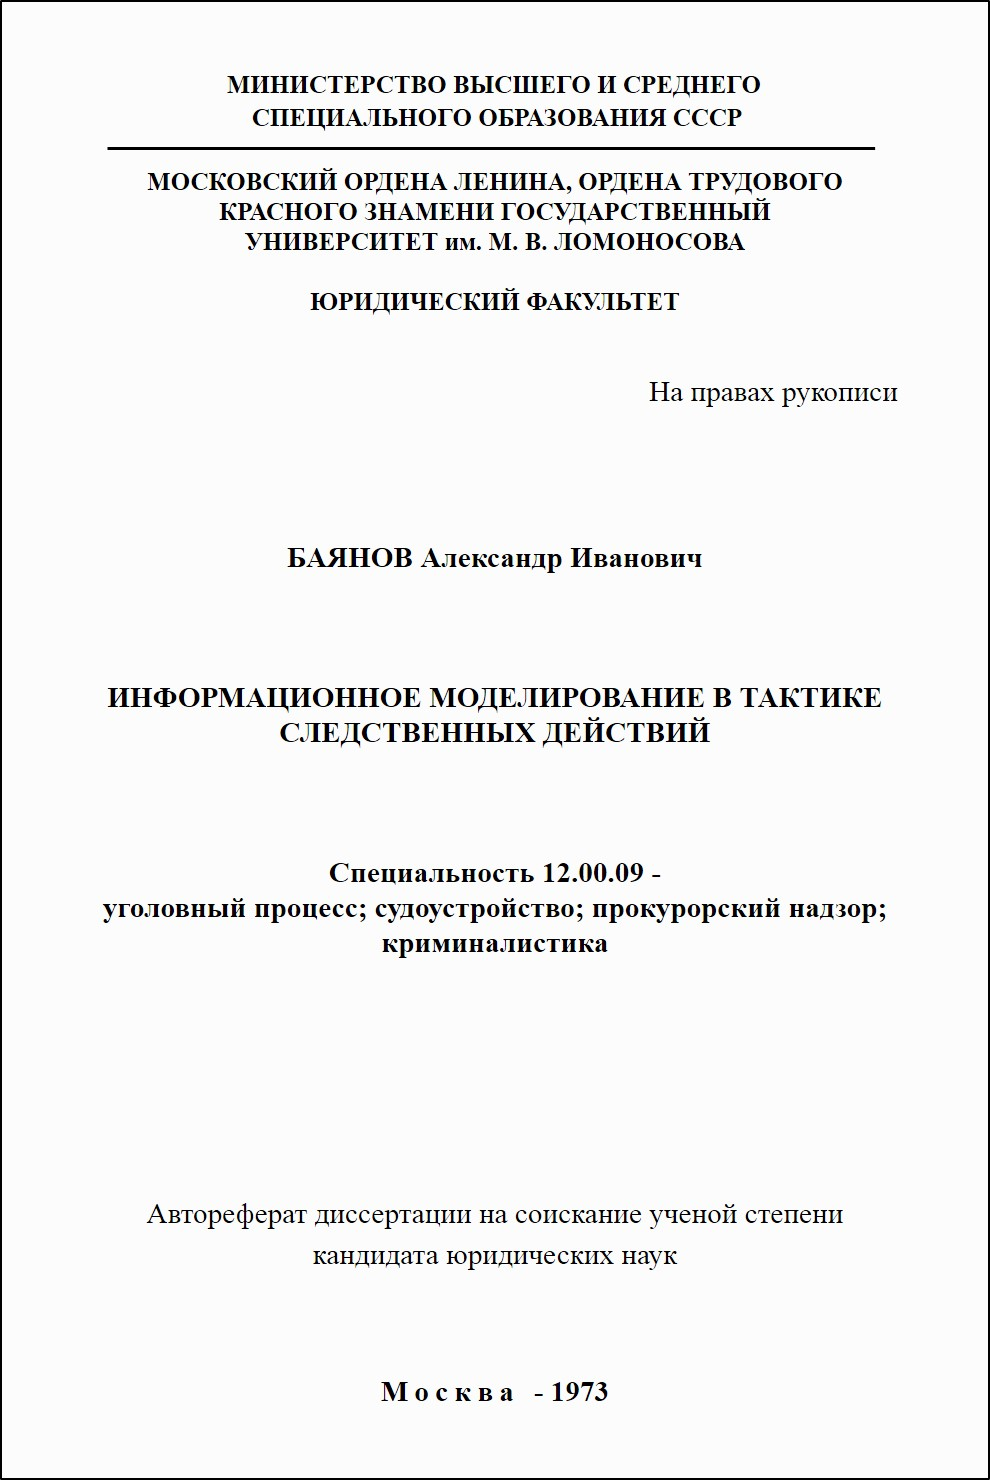 МИНИСТЕРСТВО ВЫСШЕГО И СРЕДНЕГО
СПЕЦИАЛЬНОГО ОБРАЗОВАНИЯ СССР
МОСКОВСКИЙ ОРДЕНА ЛЕНИНА, ОРДЕНА ТРУДОВОГО
КРАСНОГО ЗНАМЕНИ ГОСУДАРСТВЕННЫЙ
УНИВЕРСИТЕТ им. М. В. ЛОМОНОСОВА
ЮРИДИЧЕСКИЙ ФАКУЛЬТЕТ
На правах рукописи
БАЯНОВ Александр Иванович
ИНФОРМАЦИОННОЕ МОДЕЛИРОВАНИЕ В ТАКТИКЕ
СЛЕДСТВЕННЫХ ДЕЙСТВИЙ
Специальность 12.00.09 -
уголовный процесс; судоустройство; прокурорский надзор;
криминалистика
Автореферат диссертации на соискание ученой степени
кандидата юридических наук
Москва - 1973